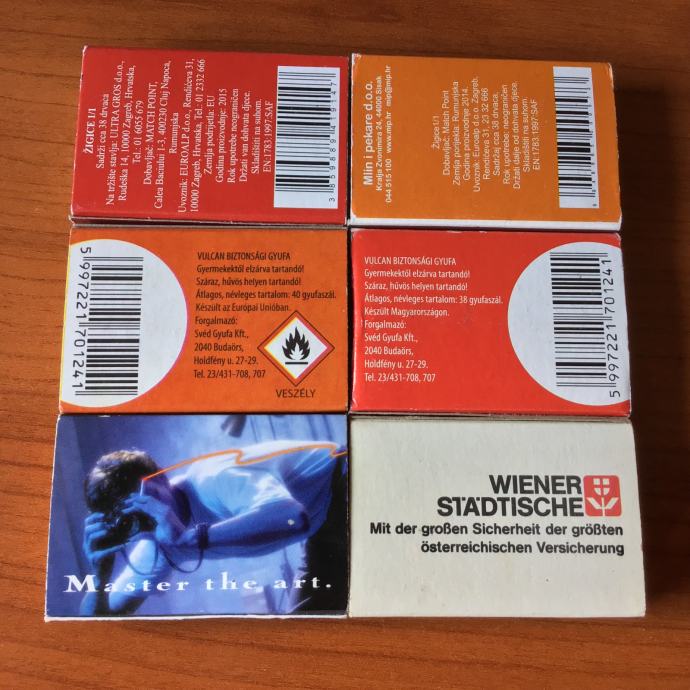 ŽIGICE 1/1
Sadrži cca 38 drvaca
Na tržište stavlja: ULTRA GROS d.o.o.,
Rudeška 14, 10000 Zagreb, Hrvatska,
Tel.: 01 6055 679
Dobavljač: MATCH POINT,
Calea Baciului 1-3, 400230 Cluj Napoca,
Rumunjska
Uvoznik: EUROALP d.o.o., Rendićeva 31,
10000 Zagreb, Hrvatska, Tel.: 01 2332 666
Zemlja podrijetla: EU
Godina proizvodnje: 2015
Rok upotrebe: neograničen
Držati van dohvata djece.
Skladištiti na suhom.
EN:1783:1997:SAF
Mlin i pekare d.o.o.
Kralja Zvonimira 24, 44000 Sisak
044 515 100 www.mip.hr mip@mip.hr
Žigice 1/1
Dobavljač: Match Point
Zemlja porijekla: Rumunjska
Godina proizvodnje 2014.
Uvoznik: Euroalp d.o.o. Zagreb,
Rendićeva 31, 23 32 666
Sadržaj cca 38 drvaca,
Rok upotrebe: neograničen
Držati dalje od dohvata djece
Skladištiti na suhom.
EN:1783:1997:SAF
5 997221 701241
VULCAN BIZTONSÁGI GYUFA
Gyermekektől elzárva tartandó!
Száraz, hűvös helyen tartandó!
Átlagos, névleges tartalom: 40 gyufaszál.
Készült az Európai Unióban.
Forgalmazó:
Svéd Gyufa Kft.,
2040 Budaörs,
Holdfény u. 27-29.
Tel. 23/431-708, 707
VESZÉLY
VULCAN BIZTONSÁGI GYUFA
Gyermekektől elzárva tartandó!
Száraz, hűvös helyen tartandó!
Átlagos, névleges tartalom: 38 gyufaszál.
Készült Magyarországon.
Forgalmazó:
Svéd Gyufa Kft.,
2040 Budaörs,
Holdfény u. 27-29.
Tel. 23/431-708, 707
5 997221 701241
Master the art.
WIENER
STÄDTISCHE
Mit der großen Sicherheit der größten
österreichischen Versicherung